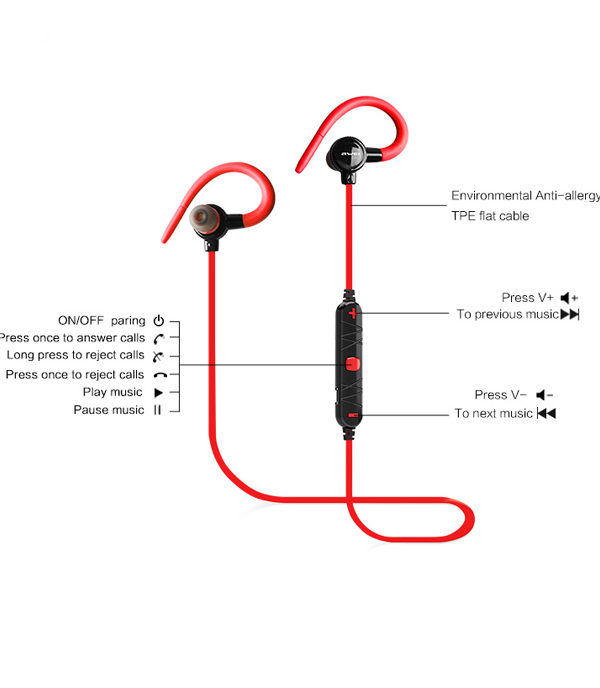 awei
Environmental Anti-allergy
TPE flat cable
Press V+
To previous music
Press V-
To next music
ON/OFF paring
Press once to answer calls
Long press to reject calls
Press once to reject calls
Play music
Pause music